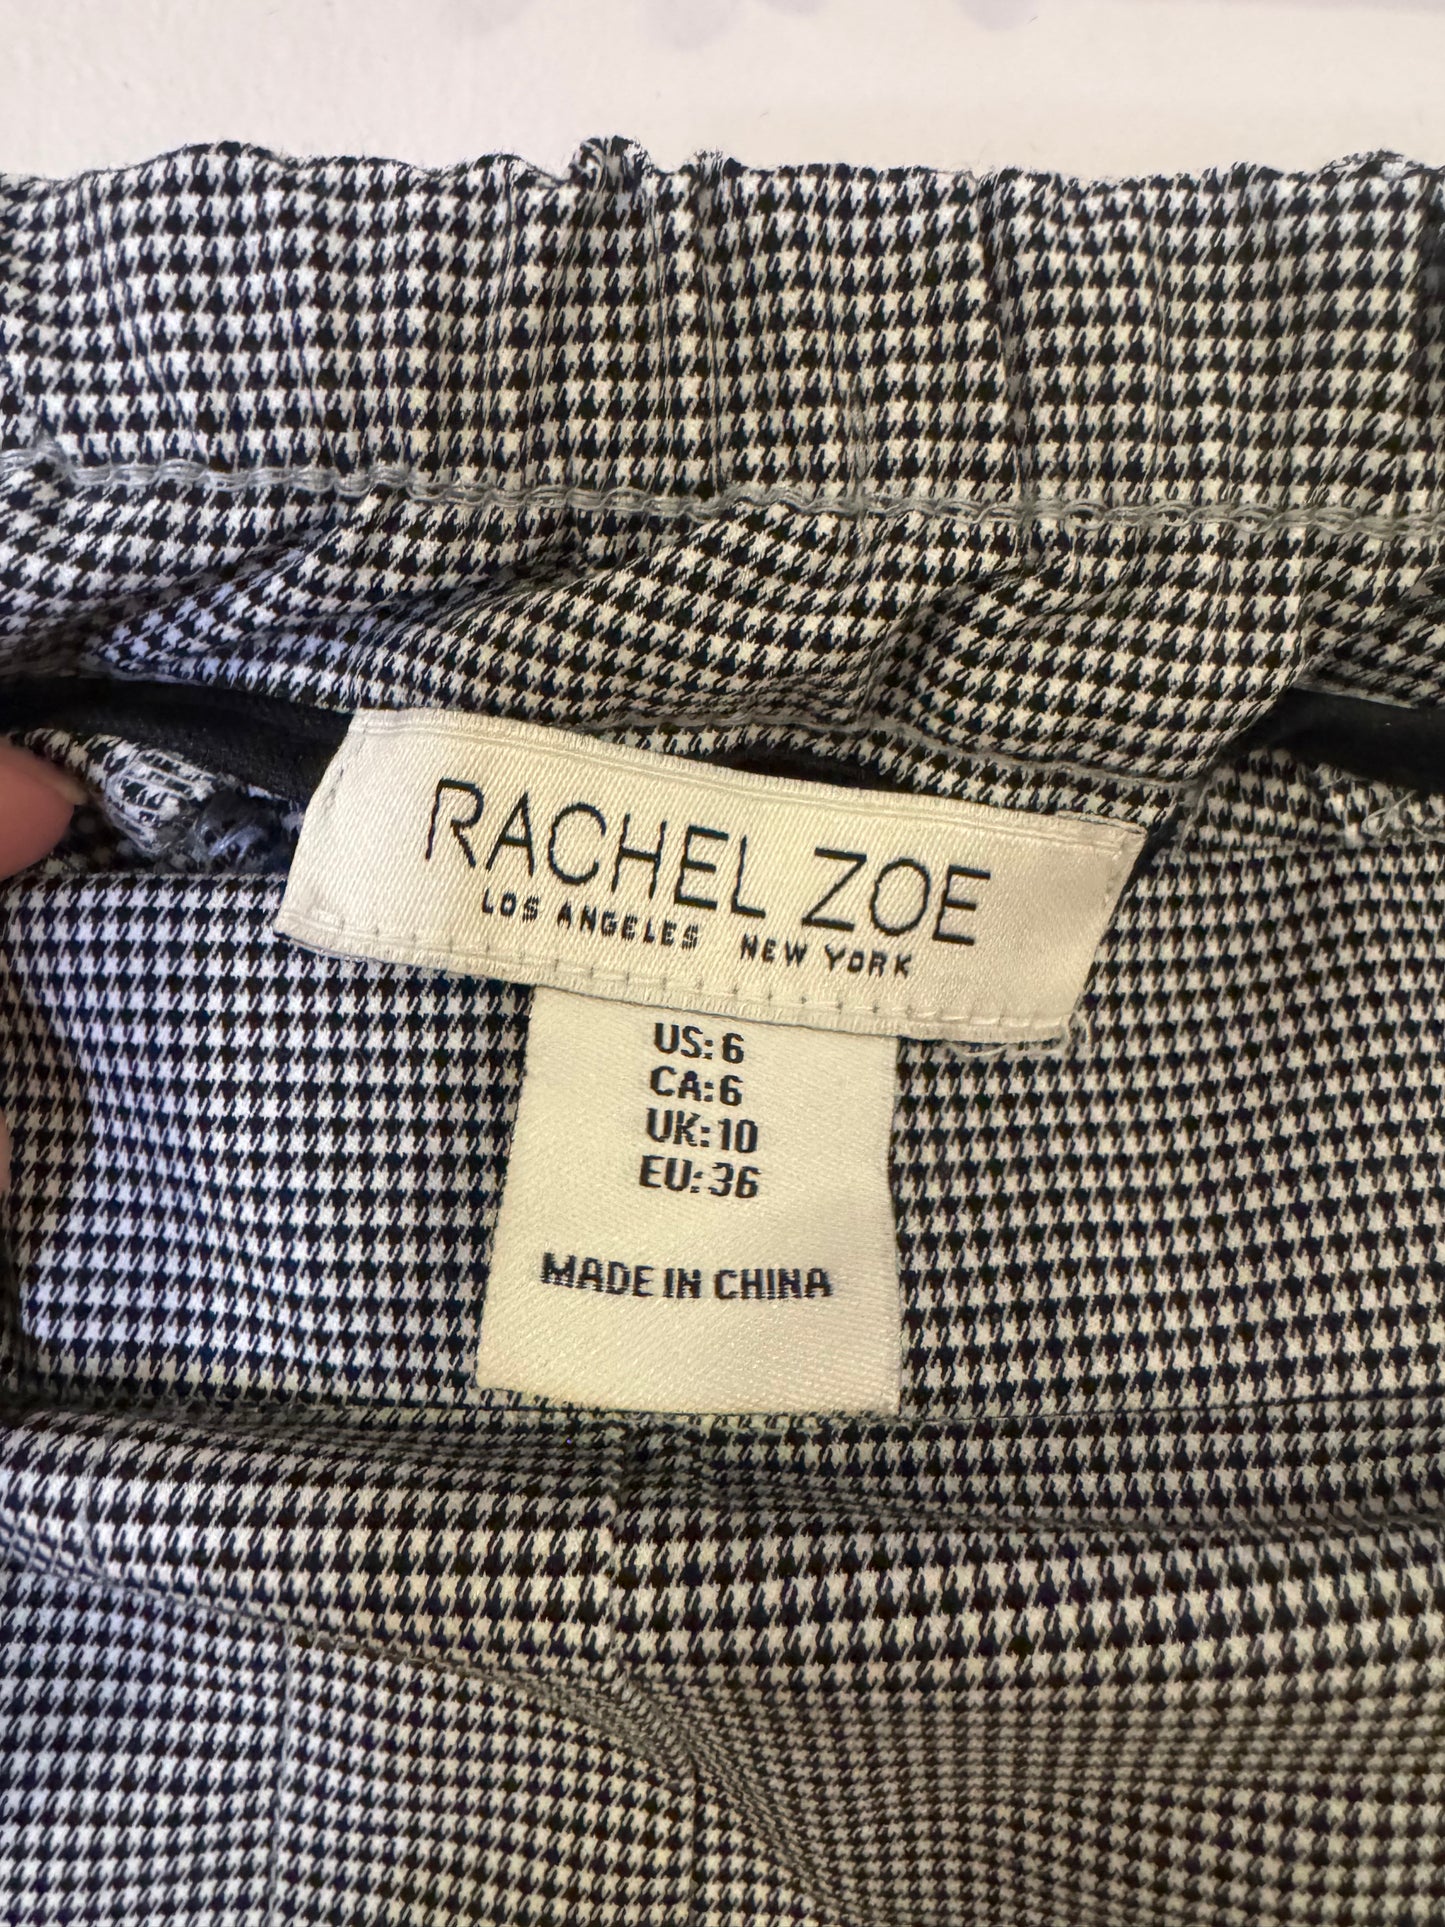 RACHEL ZOE
LOS ANGELES NEW YORK
US: 6
CA: 6
UK: 10
EU: 36
MADE IN CHINA